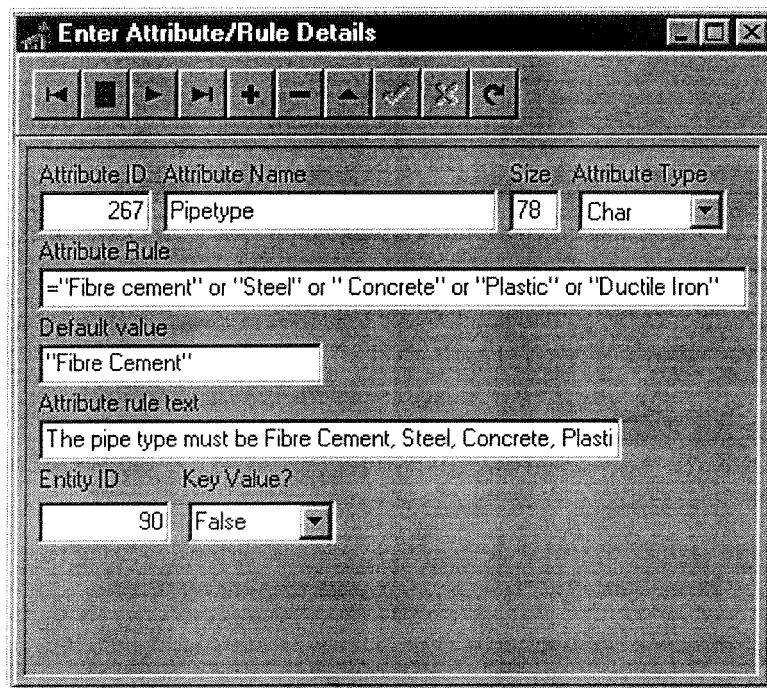 Enter Attribute/Rule Details
Attribute ID Attribute Name Size Attribute Type
267 Pipetype 78 Char
Attribute Rule
="Fibre cement" or "Steel" or " Concrete" or "Plastic" or "Ductile Iron"
Default value
"Fibre Cement"
Attribute rule text
The pipe type must be Fibre Cement, Steel, Concrete, Plasti
Entity ID Key Value?
90 False